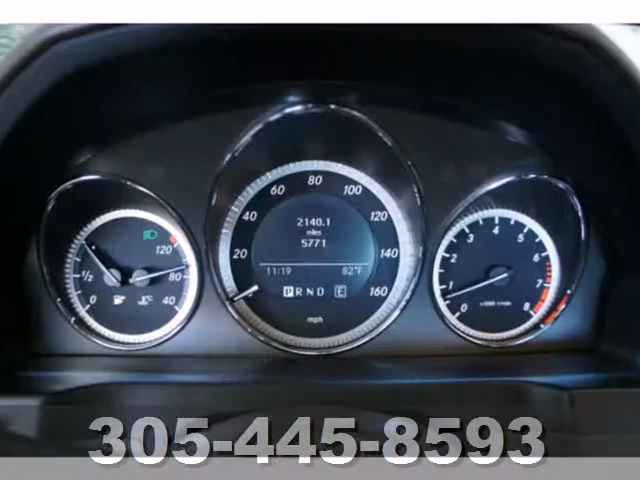 120
80
40
1/2
0
60 80 100
40 120
20 140
160
2140.1
miles
5771
11:19 82°F
P R N D E
mph
4 5
3 6
2 7
1 8
0
x1000 1/min
305-445-8593